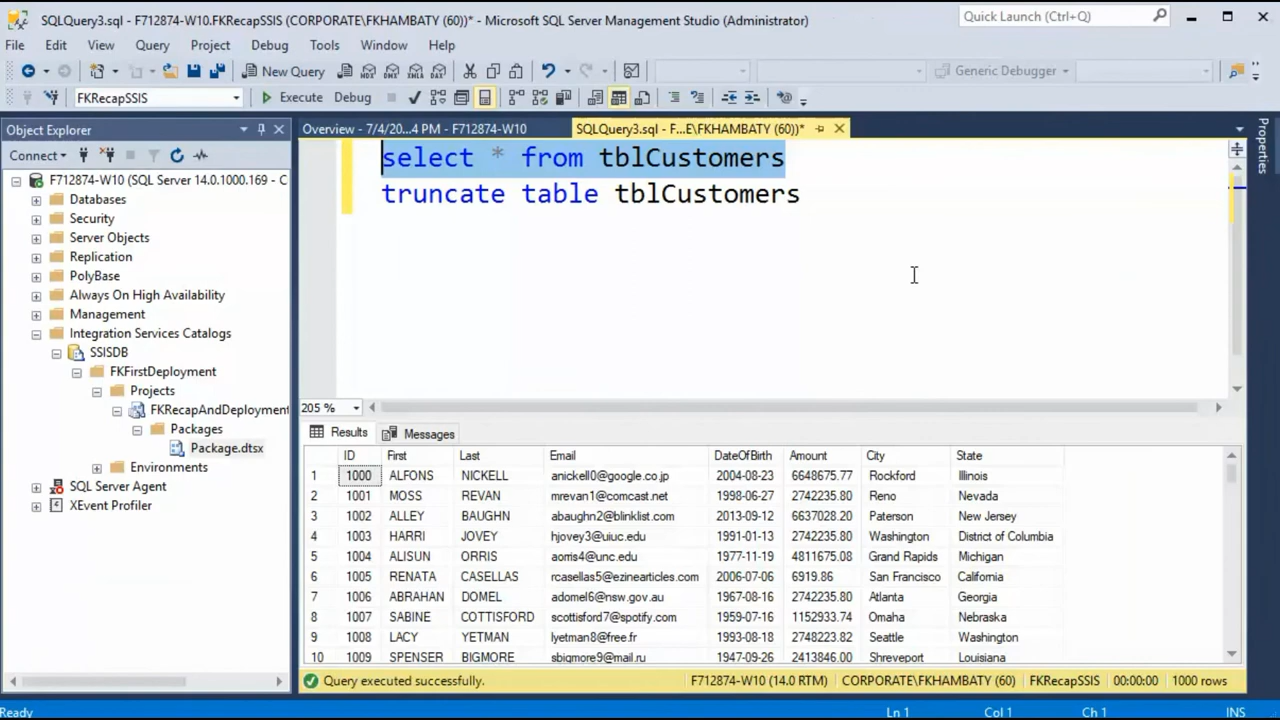 SQLQuery3.sql - F712874-W10.FKRecapSSIS (CORPORATE\FKHAMBATY (60))* - Microsoft SQL Server Management Studio (Administrator)
Quick Launch (Ctrl+Q)
File Edit View Query Project Debug Tools Window Help
New Query MDX DMX XMLA DAX Generic Debugger
FKRecapSSIS Execute Debug
Object Explorer
Overview - 7/4/20...4 PM - F712874-W10 SQLQuery3.sql - F...E\FKHAMBATY (60))*
Properties
Connect
F712874-W10 (SQL Server 14.0.1000.169 - C
Databases
Security
Server Objects
Replication
PolyBase
Always On High Availability
Management
Integration Services Catalogs
SSISDB
FKFirstDeployment
Projects
FKRecapAndDeployment
Packages
Package.dtsx
Environments
SQL Server Agent
XEvent Profiler
select * from tblCustomers
truncate table tblCustomers
205 %
Results Messages
ID First Last Email DateOfBirth Amount City State
1 1000 ALFONS NICKELL anickell0@google.co.jp 2004-08-23 6648675.77 Rockford Illinois
2 1001 MOSS REVAN mrevan1@comcast.net 1998-06-27 2742235.80 Reno Nevada
3 1002 ALLEY BAUGHN abaughn2@blinklist.com 2013-09-12 6637028.20 Paterson New Jersey
4 1003 HARRI JOVEY hjovey3@uiuc.edu 1991-01-13 2742235.80 Washington District of Columbia
5 1004 ALISUN ORRIS aorris4@unc.edu 1977-11-19 4811675.08 Grand Rapids Michigan
6 1005 RENATA CASELLAS rcasellas5@ezinearticles.com 2006-07-06 6919.86 San Francisco California
7 1006 ABRAHAN DOMEL adomel6@nsw.gov.au 1967-08-16 2742235.80 Atlanta Georgia
8 1007 SABINE COTTISFORD scottisford7@spotify.com 1959-07-16 1152933.74 Omaha Nebraska
9 1008 LACY YETMAN lyetman8@free.fr 1993-08-18 2748223.82 Seattle Washington
10 1009 SPENSER BIGMORE sbigmore9@mail.ru 1947-09-26 2413846.00 Shreveport Louisiana
Query executed successfully. F712874-W10 (14.0 RTM) CORPORATE\FKHAMBATY (60) FKRecapSSIS 00:00:00 1000 rows
Ready Ln 1 Col 1 Ch 1 INS